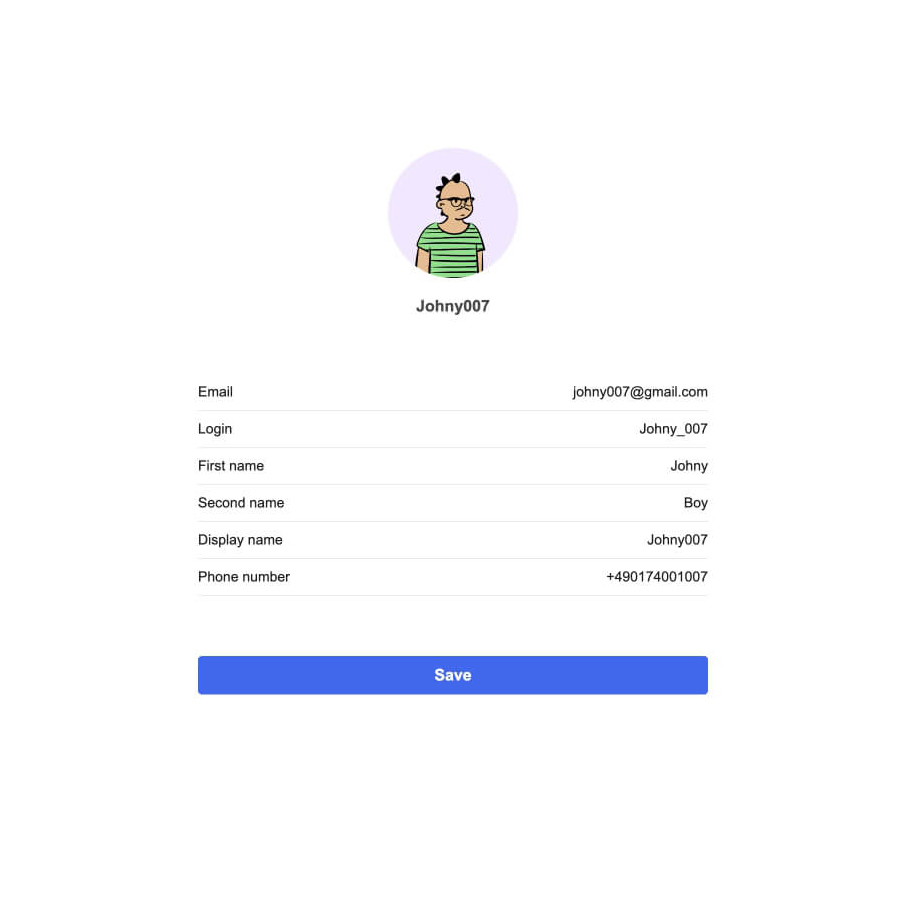 Johny007
Email johny007@gmail.com
Login Johny_007
First name Johny
Second name Boy
Display name Johny007
Phone number +490174001007
Save